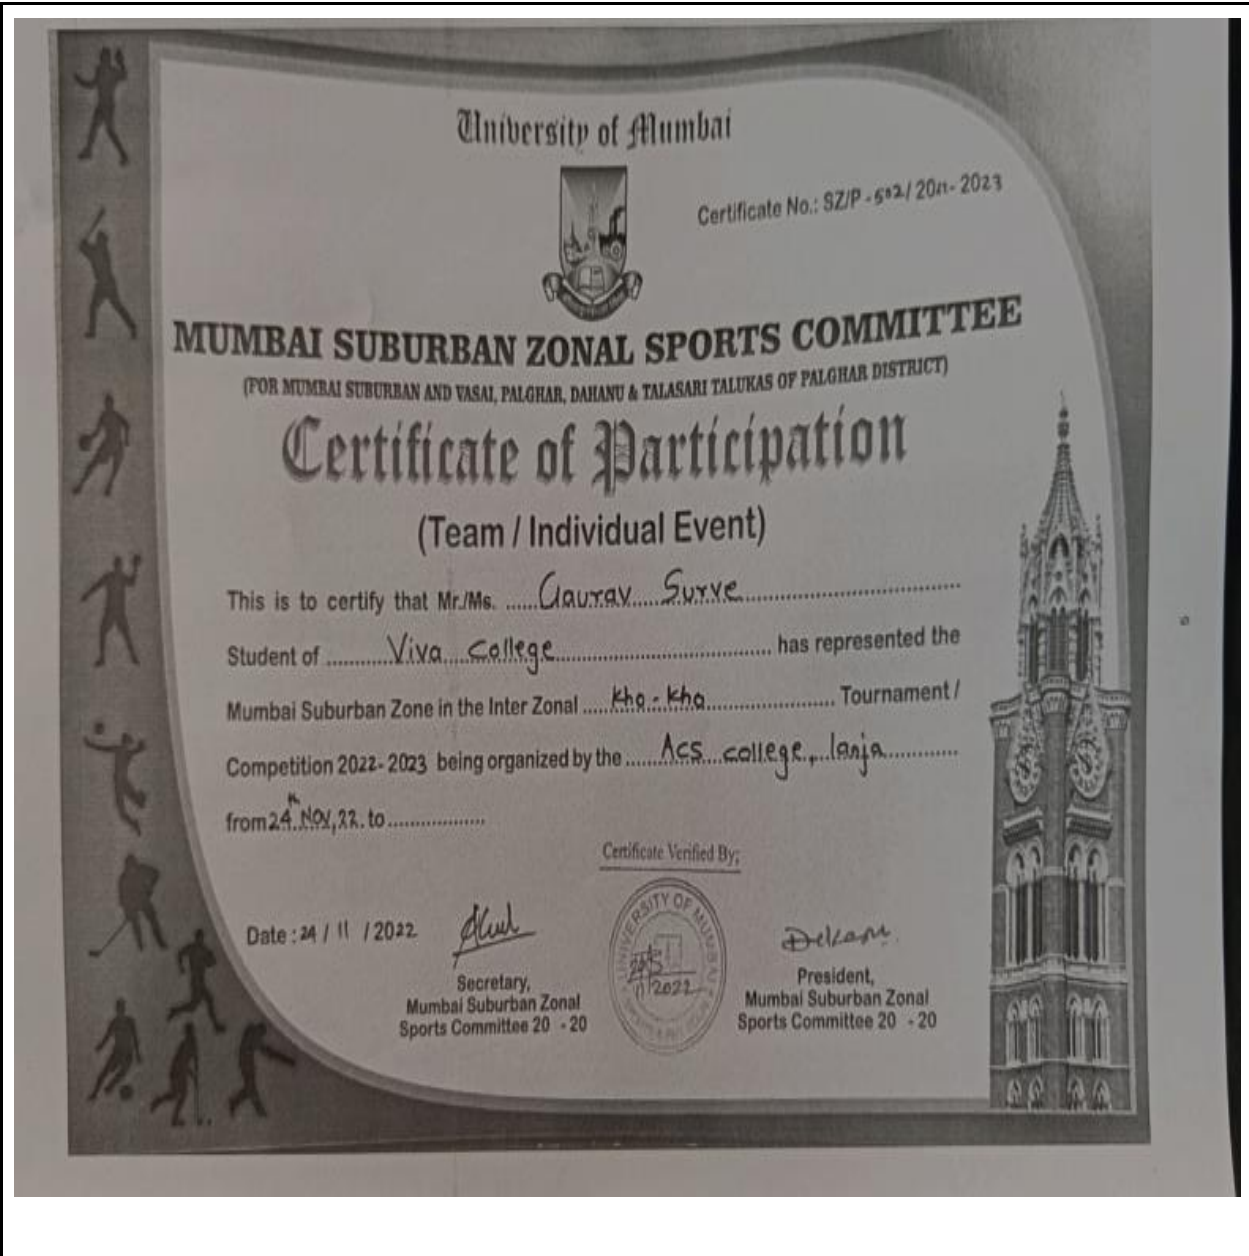 University of Mumbai
Certificate No.: SZ/P - 502 / 20 - 2023
MUMBAI SUBURBAN ZONAL SPORTS COMMITTEE
(FOR MUMBAI SUBURBAN AND VASAI, PALGHAR, DAHANU & TALASARI TALUKAS OF PALGHAR DISTRICT)
Certificate of Participation
(Team / Individual Event)
This is to certify that Mr./Ms. ......Gaurav.....Surve..............................
Student of ............Viva....College.................................. has represented the
Mumbai Suburban Zone in the Inter Zonal .....kho-kho.................... Tournament /
Competition 2022-2023 being organized by the ......Acs...college,..lanja............
from 24th Nov, 22. to ..................
Certificate Verified By;
Date : 24 / 11 / 2022
Secretary,
Mumbai Suburban Zonal
Sports Committee 20 - 20
UNIVERSITY OF MUMBAI
/2022
President,
Mumbai Suburban Zonal
Sports Committee 20 - 20